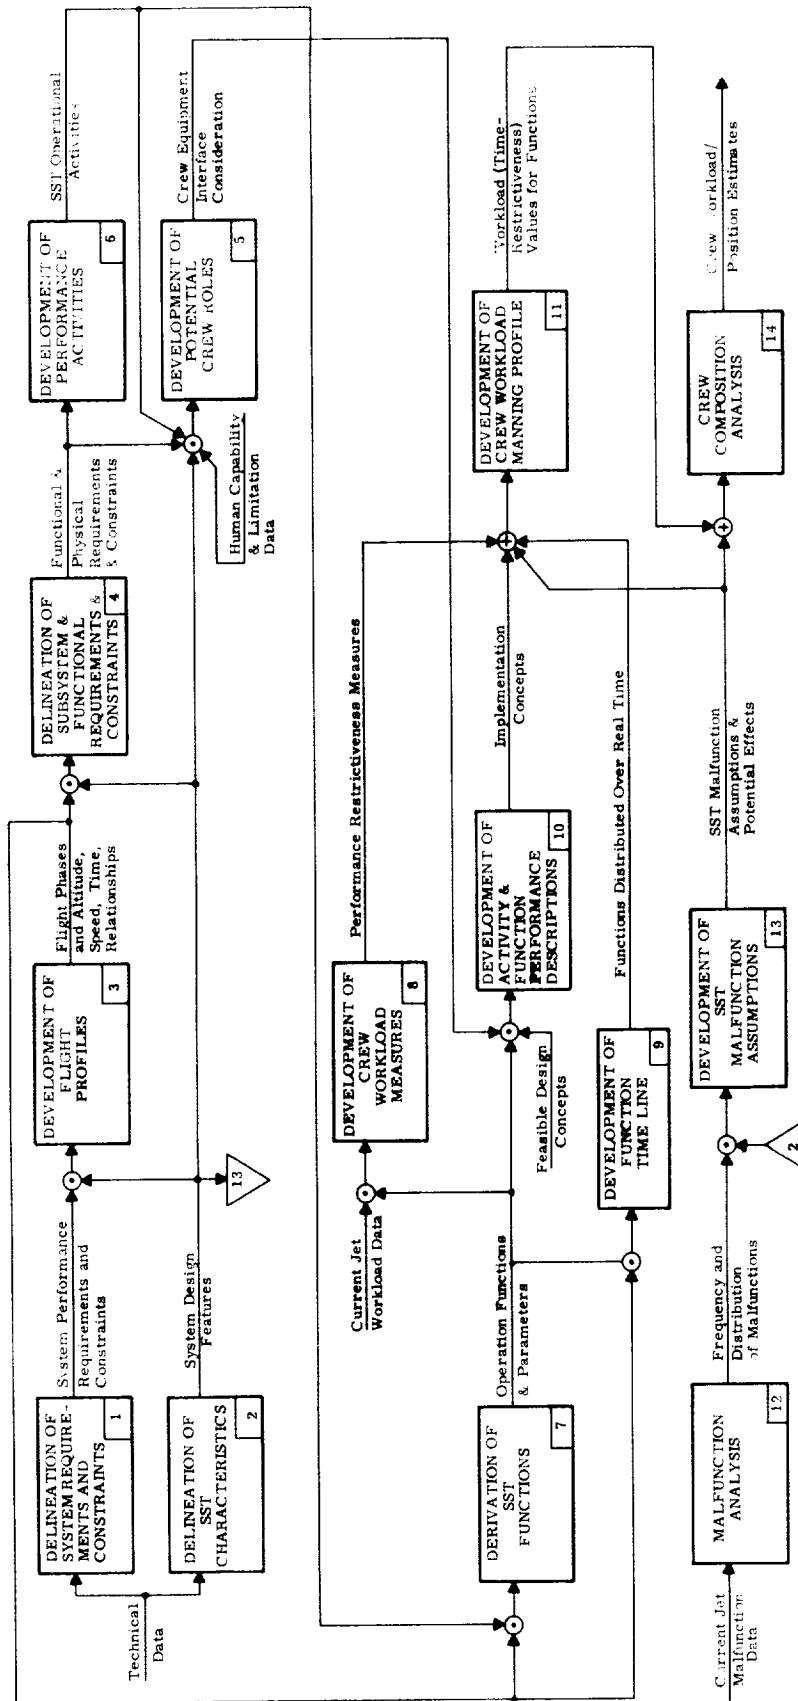 Technical
Data
DELINEATION OF
SYSTEM REQUIRE-
MENTS AND
CONSTRAINTS
1
System Performance
Requirements and
Constraints
DELINEATION OF
SST
CHARACTERISTICS
2
System Design
Features
13
DEVELOPMENT OF
FLIGHT
PROFILES
3
Flight Phases
and Altitude,
Speed, Time,
Relationships
DELINEATION OF
SUBSYSTEM &
FUNCTIONAL
REQUIREMENTS &
CONSTRAINTS
4
Functional &
Physical
Requirements
& Constraints
DEVELOPMENT OF
PERFORMANCE
ACTIVITIES
6
SST Operational
Activities
Human Capability
& Limitation
Data
DEVELOPMENT OF
POTENTIAL
CREW ROLES
5
Crew Equipment
Interface
Consideration
Current Jet
Workload Data
DEVELOPMENT OF
CREW
WORKLOAD
MEASURES
8
Performance Restrictiveness Measures
DERIVATION OF
SST
FUNCTIONS
7
Operation Functions
& Parameters
Feasible Design
Concepts
DEVELOPMENT OF
ACTIVITY &
FUNCTION
PERFORMANCE
DESCRIPTIONS
10
Implementation
Concepts
DEVELOPMENT OF
CREW WORKLOAD
MANNING PROFILE
11
Workload (Time-
Restrictiveness)
Values for Functions
DEVELOPMENT OF
FUNCTION
TIME LINE
9
Functions Distributed Over Real Time
Current Jet
Malfunction
Data
MALFUNCTION
ANALYSIS
12
Frequency and
Distribution
of Malfunctions
2
DEVELOPMENT OF
SST
MALFUNCTION
ASSUMPTIONS
13
SST Malfunction
Assumptions &
Potential Effects
CREW
COMPOSITION
ANALYSIS
14
Crew Workload/
Position Estimates